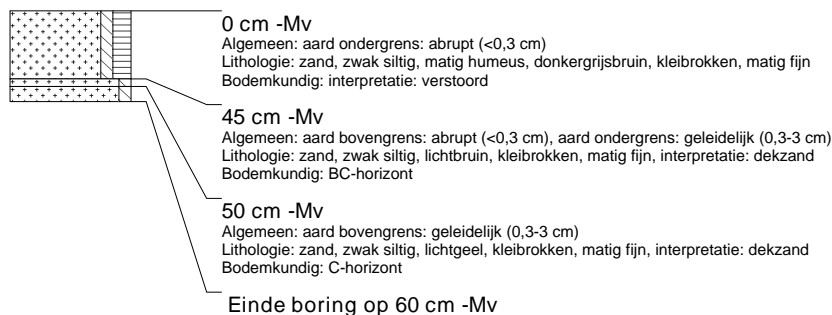 0 cm -Mv
Algemeen: aard ondergrens: abrupt (<0,3 cm)
Lithologie: zand, zwak siltig, matig humeus, donkergrijsbruin, kleibrokken, matig fijn
Bodemkundig: interpretatie: verstoord
45 cm -Mv
Algemeen: aard bovengrens: abrupt (<0,3 cm), aard ondergrens: geleidelijk (0,3-3 cm)
Lithologie: zand, zwak siltig, lichtbruin, kleibrokken, matig fijn, interpretatie: dekzand
Bodemkundig: BC-horizont
50 cm -Mv
Algemeen: aard bovengrens: geleidelijk (0,3-3 cm)
Lithologie: zand, zwak siltig, lichtgeel, kleibrokken, matig fijn, interpretatie: dekzand
Bodemkundig: C-horizont
Einde boring op 60 cm -Mv